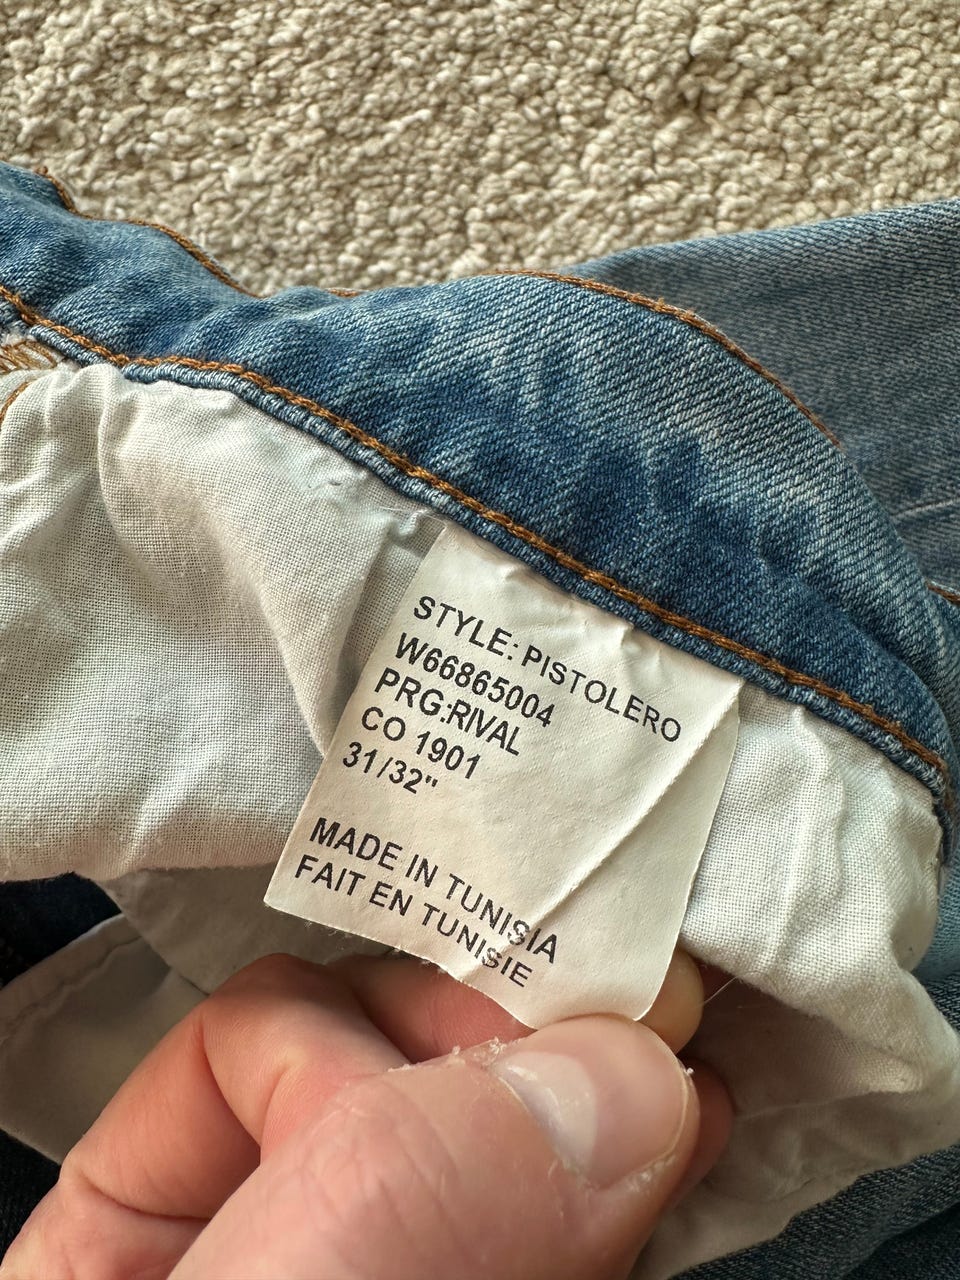 STYLE: PISTOLERO
W66865004
PRG:RIVAL
CO 1901
31/32"
MADE IN TUNISIA
FAIT EN TUNISIE